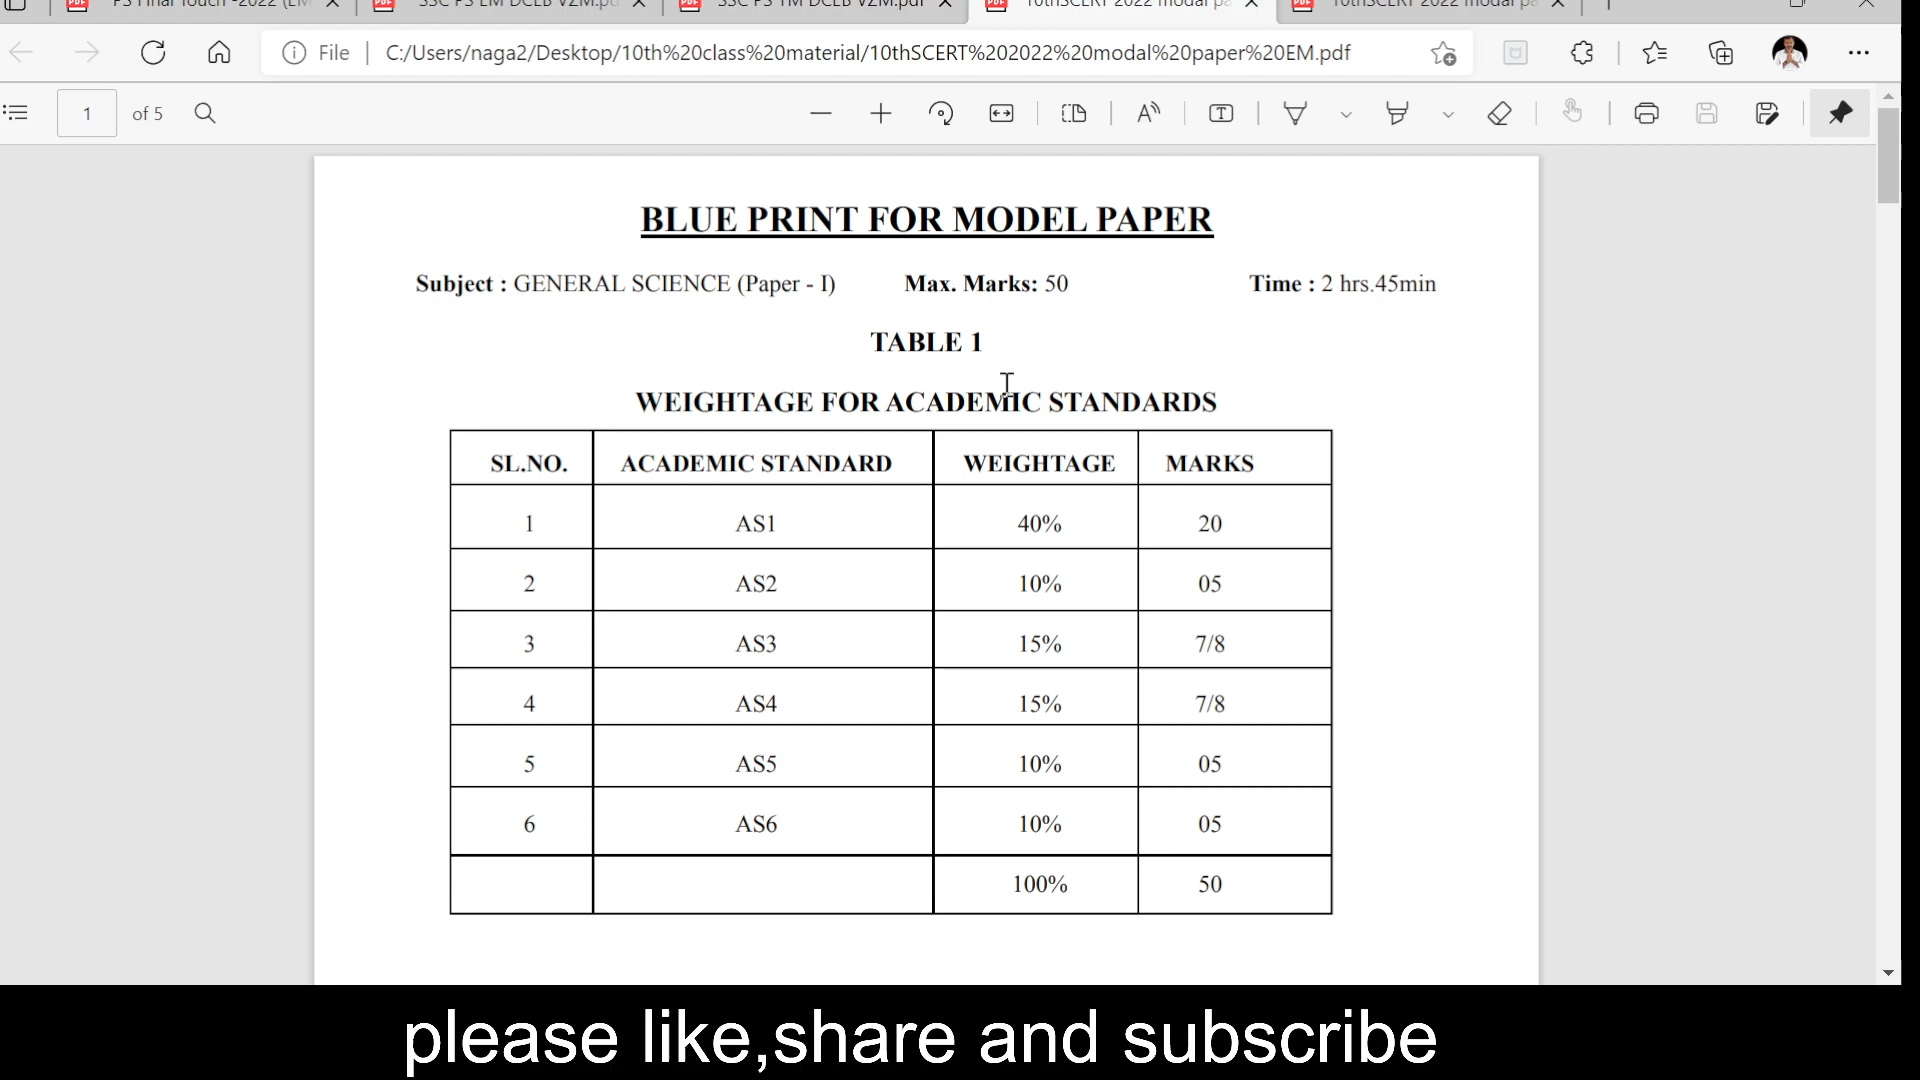 File C:/Users/naga2/Desktop/10th%20class%20material/10thSCERT%202022%20modal%20paper%20EM.pdf
1 of 5
BLUE PRINT FOR MODEL PAPER
Subject : GENERAL SCIENCE (Paper - I) Max. Marks: 50 Time : 2 hrs.45min
TABLE 1
WEIGHTAGE FOR ACADEMIC STANDARDS
SL.NO. ACADEMIC STANDARD WEIGHTAGE MARKS
1 AS1 40% 20
2 AS2 10% 05
3 AS3 15% 7/8
4 AS4 15% 7/8
5 AS5 10% 05
6 AS6 10% 05
100% 50
please like,share and subscribe